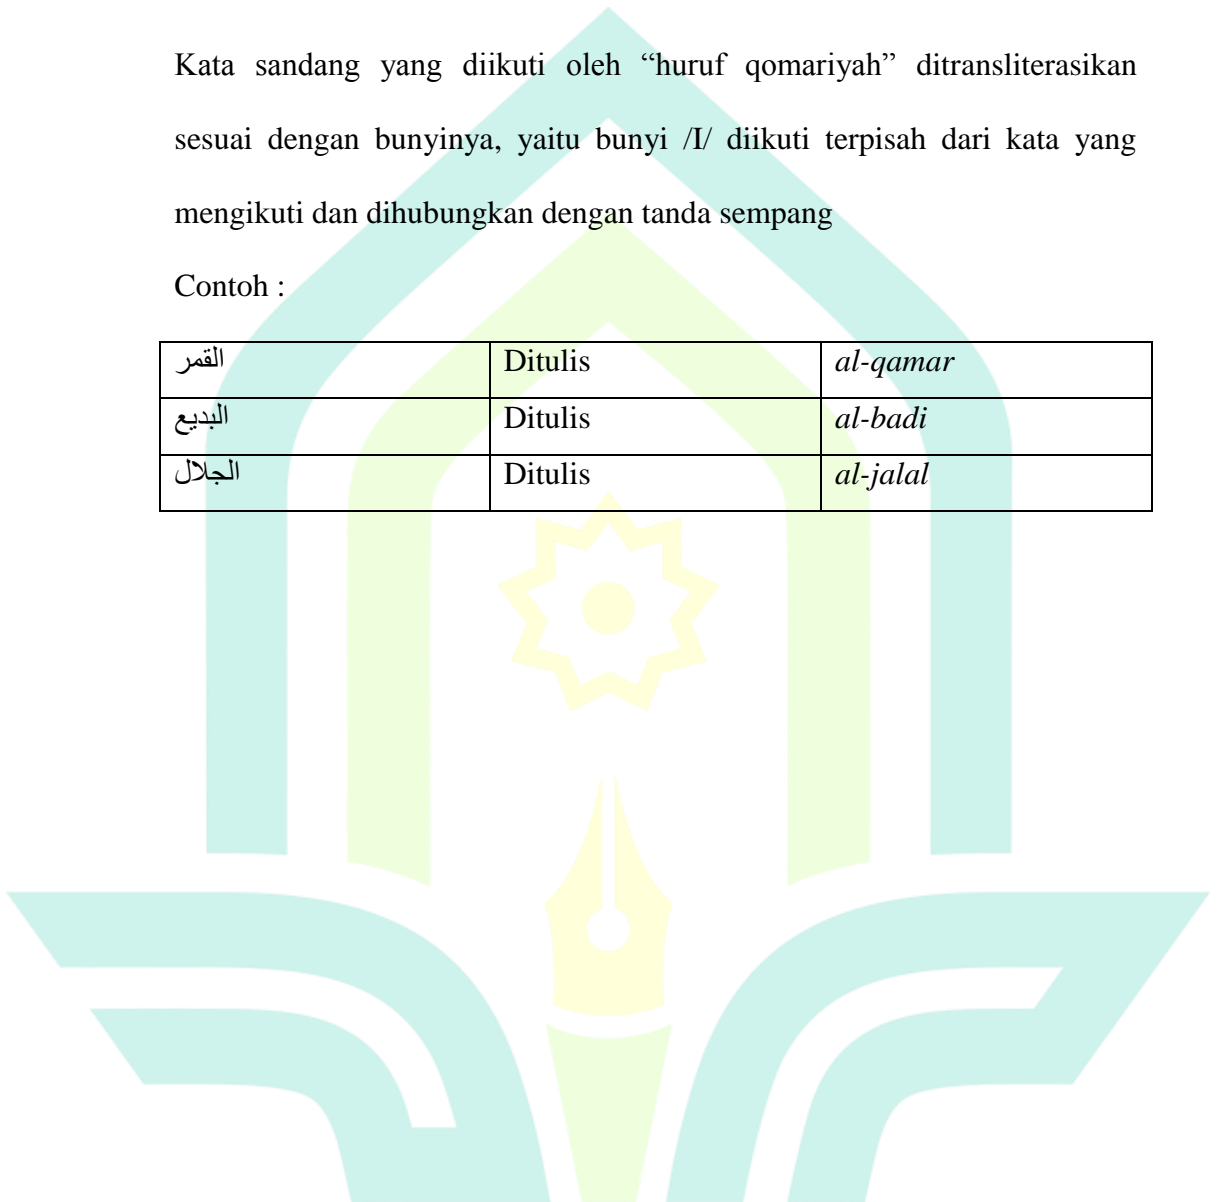 Kata sandang yang diikuti oleh “huruf qomariyah” ditransliterasikan
sesuai dengan bunyinya, yaitu bunyi /I/ diikuti terpisah dari kata yang
mengikuti dan dihubungkan dengan tanda sempang
Contoh :
القمر Ditulis al-qamar
البديع Ditulis al-badi
الجلال Ditulis al-jalal